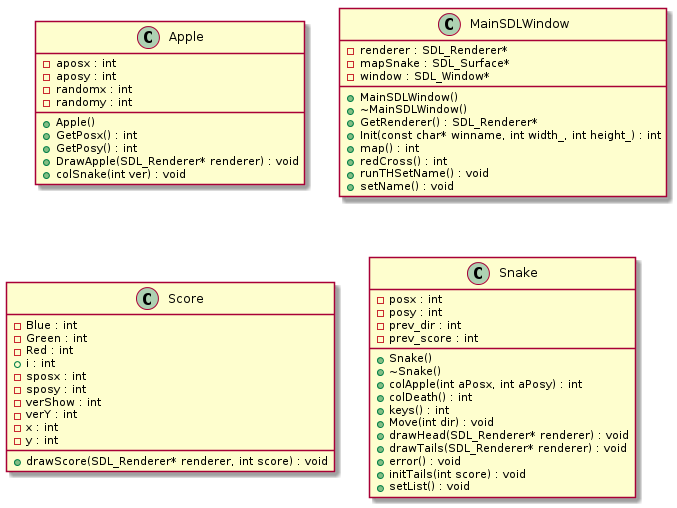 C Apple
aposx : int
aposy : int
randomx : int
randomy : int
Apple()
GetPosx() : int
GetPosy() : int
DrawApple(SDL_Renderer* renderer) : void
colSnake(int ver) : void
C MainSDLWindow
renderer : SDL_Renderer*
mapSnake : SDL_Surface*
window : SDL_Window*
MainSDLWindow()
~MainSDLWindow()
GetRenderer() : SDL_Renderer*
Init(const char* winname, int width_, int height_) : int
map() : int
redCross() : int
runTHSetName() : void
setName() : void
C Score
Blue : int
Green : int
Red : int
i : int
sposx : int
sposy : int
verShow : int
verY : int
x : int
y : int
drawScore(SDL_Renderer* renderer, int score) : void
C Snake
posx : int
posy : int
prev_dir : int
prev_score : int
Snake()
~Snake()
colApple(int aPosx, int aPosy) : int
colDeath() : int
keys() : int
Move(int dir) : void
drawHead(SDL_Renderer* renderer) : void
drawTails(SDL_Renderer* renderer) : void
error() : void
initTails(int score) : void
setList() : void